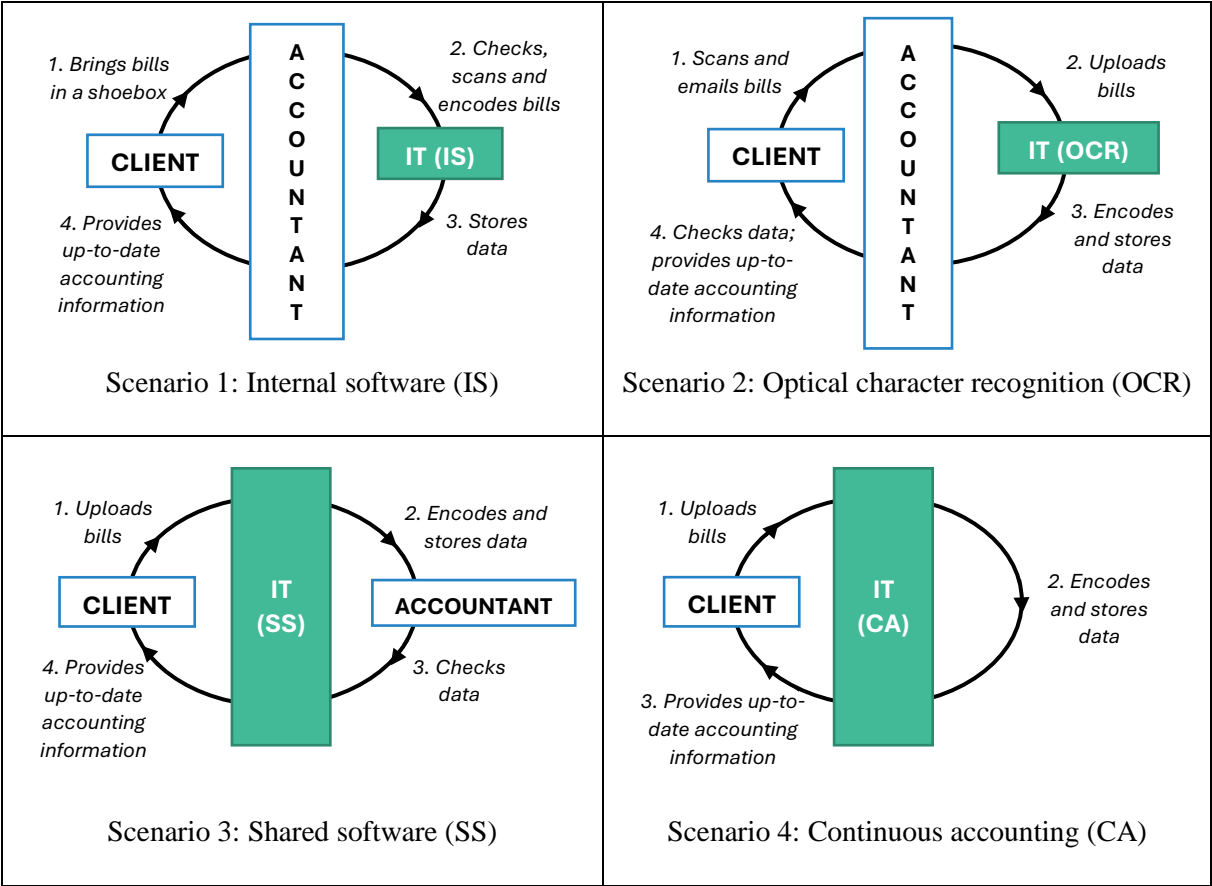 1. Brings bills
in a shoebox
A
C
C
O
U
N
T
A
N
T
2. Checks,
scans and
encodes bills
CLIENT
IT (IS)
4. Provides
up-to-date
accounting
information
3. Stores
data
Scenario 1: Internal software (IS)
1. Scans and
emails bills
A
C
C
O
U
N
T
A
N
T
2. Uploads
bills
CLIENT
IT (OCR)
4. Checks data;
provides up-to-
date accounting
information
3. Encodes
and stores
data
Scenario 2: Optical character recognition (OCR)
1. Uploads
bills
IT
(SS)
2. Encodes and
stores data
CLIENT
ACCOUNTANT
4. Provides
up-to-date
accounting
information
3. Checks
data
Scenario 3: Shared software (SS)
1. Uploads
bills
IT
(CA)
CLIENT
2. Encodes
and stores
data
3. Provides up-to-
date accounting
information
Scenario 4: Continuous accounting (CA)